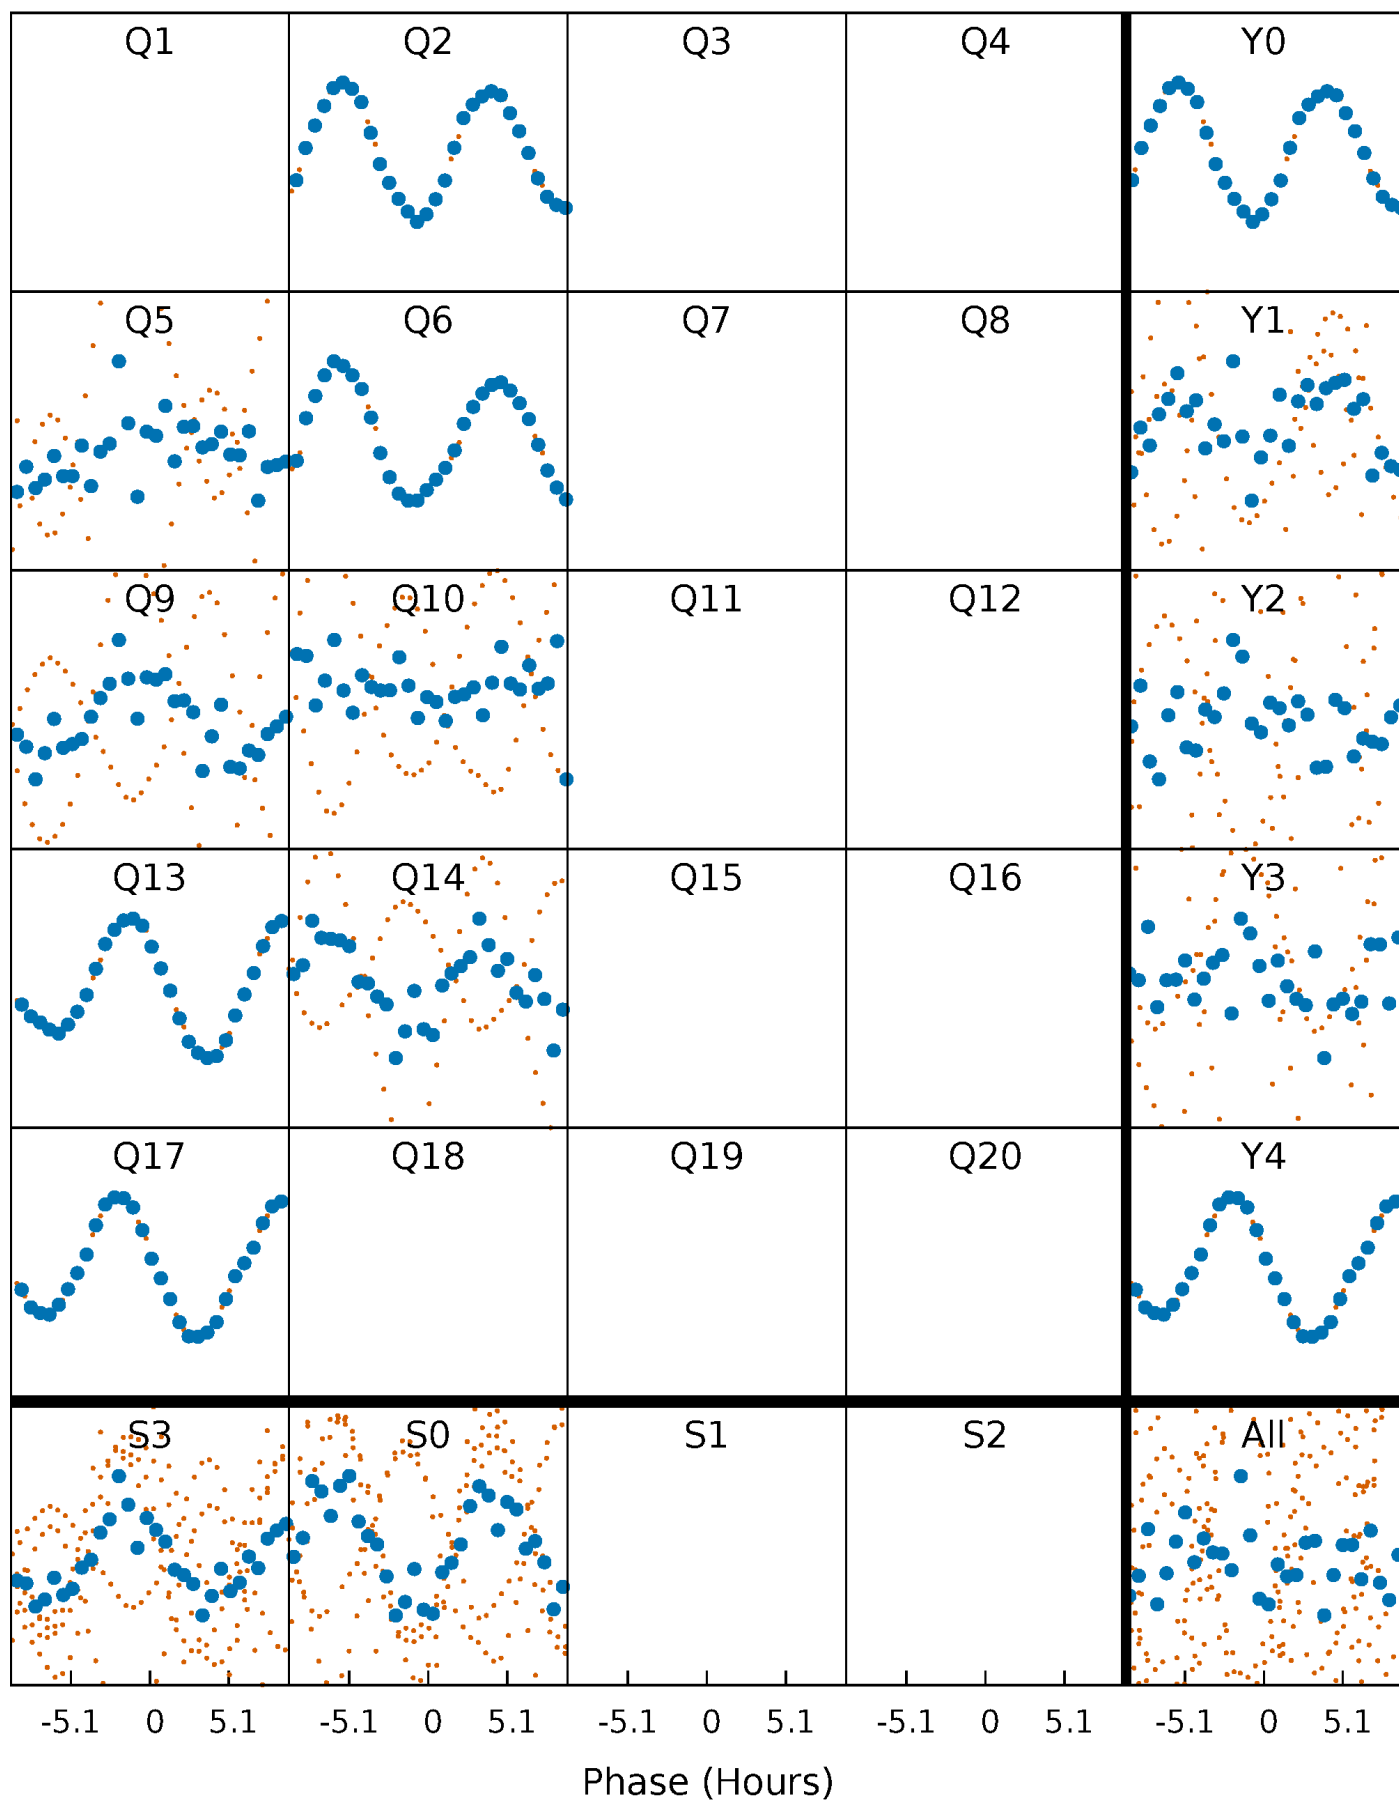 Q1 Q2 Q3 Q4 Y0
Q5 Q6 Q7 Q8 Y1
Q9 Q10 Q11 Q12 Y2
Q13 Q14 Q15 Q16 Y3
Q17 Q18 Q19 Q20 Y4
S3 S0 S1 S2 All
-5.1 0 5.1 -5.1 0 5.1 -5.1 0 5.1 -5.1 0 5.1 -5.1 0 5.1
Phase (Hours)